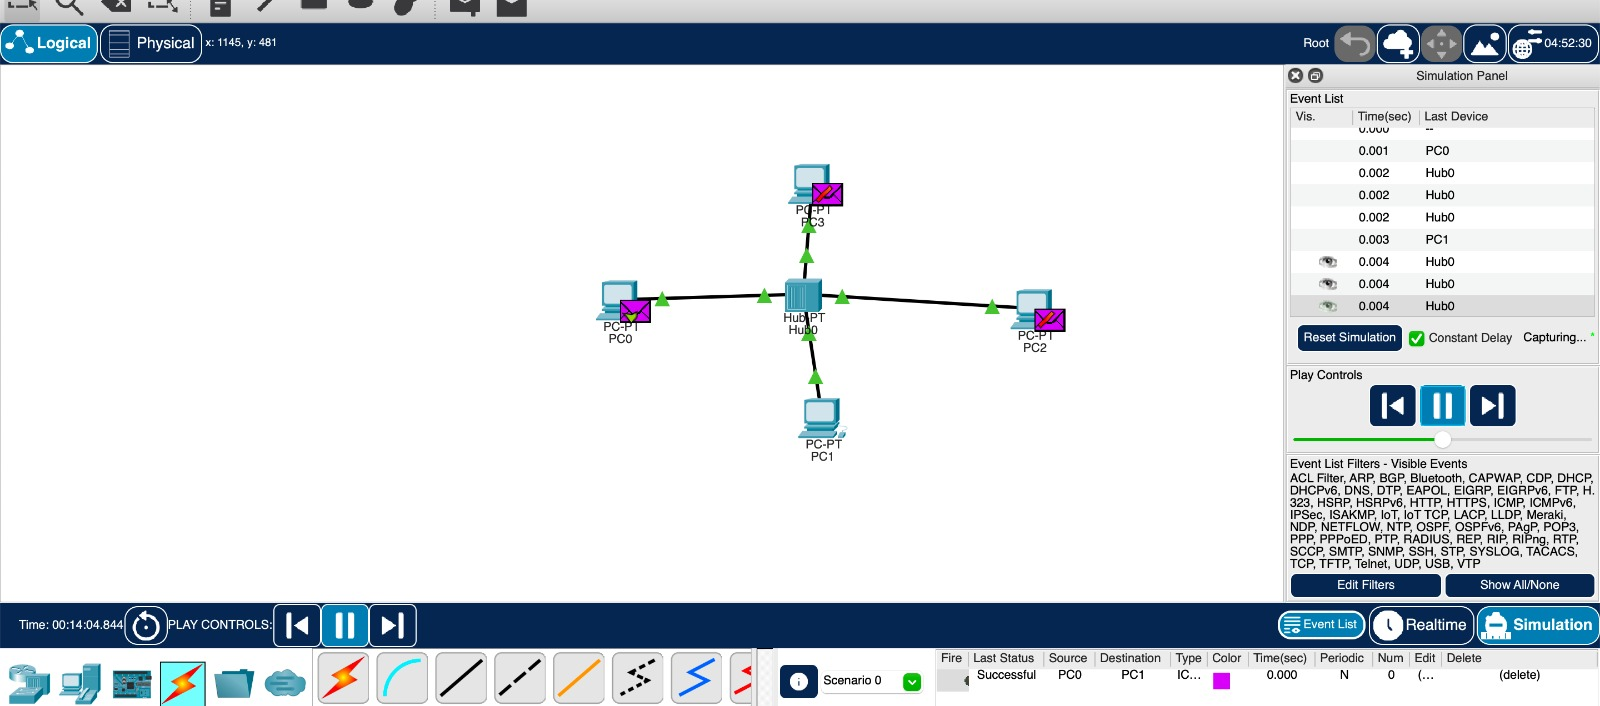 Logical
Physical
x: 1145, y: 481
Root
04:52:30
Simulation Panel
Event List
Vis. Time(sec) Last Device
0.000 --
0.001 PC0
0.002 Hub0
0.002 Hub0
0.002 Hub0
0.003 PC1
0.004 Hub0
0.004 Hub0
0.004 Hub0
Reset Simulation
Constant Delay
Capturing...
Play Controls
Event List Filters - Visible Events
ACL Filter, ARP, BGP, Bluetooth, CAPWAP, CDP, DHCP,
DHCPv6, DNS, DTP, EAPOL, EIGRP, EIGRPv6, FTP, H.
323, HSRP, HSRPv6, HTTP, HTTPS, ICMP, ICMPv6,
IPSec, ISAKMP, IoT, IoT TCP, LACP, LLDP, Meraki,
NDP, NETFLOW, NTP, OSPF, OSPFv6, PAgP, POP3,
PPP, PPPoED, PTP, RADIUS, REP, RIP, RIPng, RTP,
SCCP, SMTP, SNMP, SSH, STP, SYSLOG, TACACS,
TCP, TFTP, Telnet, UDP, USB, VTP
Edit Filters
Show All/None
PC-PT
PC3
PC-PT
PC0
Hub-PT
Hub0
PC-PT
PC2
PC-PT
PC1
Time: 00:14:04.844
PLAY CONTROLS:
Event List
Realtime
Simulation
Scenario 0
Fire Last Status Source Destination Type Color Time(sec) Periodic Num Edit Delete
Successful PC0 PC1 IC... 0.000 N 0 (... (delete)